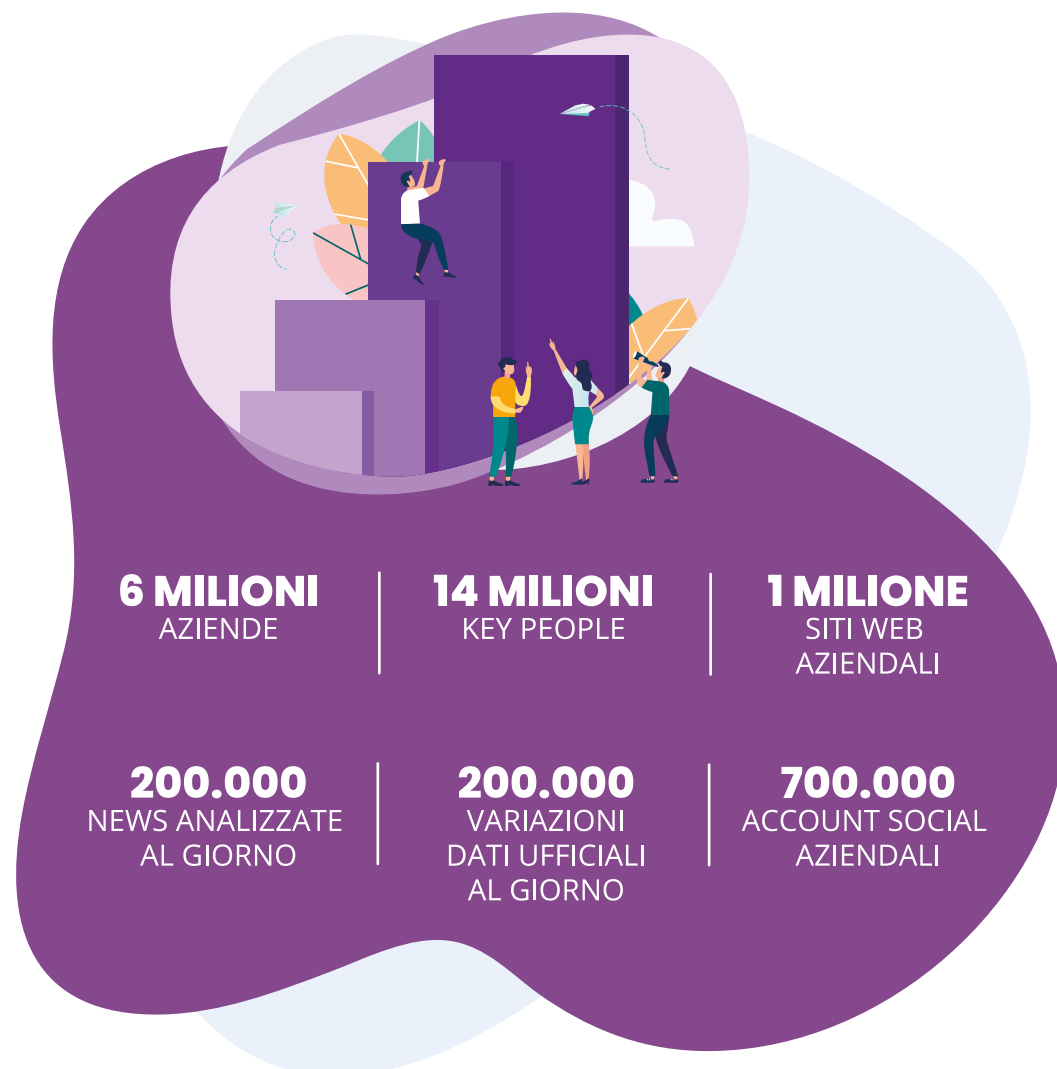 6 MILIONI
AZIENDE
14 MILIONI
KEY PEOPLE
1 MILIONE
SITI WEB
AZIENDALI
200.000
NEWS ANALIZZATE
AL GIORNO
200.000
VARIAZIONI
DATI UFFICIALI
AL GIORNO
700.000
ACCOUNT SOCIAL
AZIENDALI